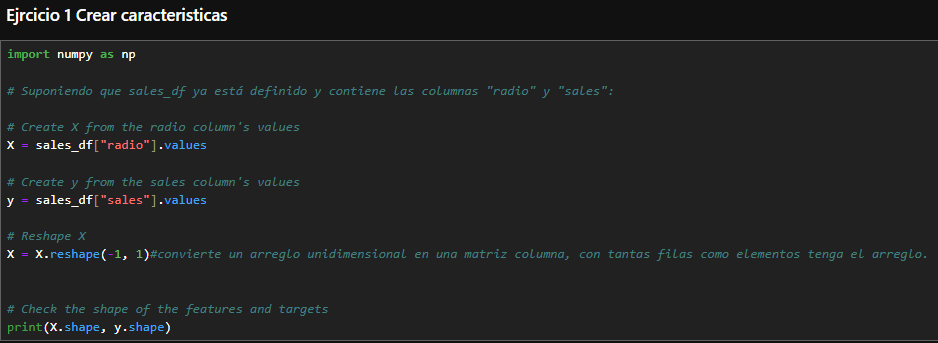 Ejrcicio 1 Crear caracteristicas
import numpy as np
# Suponiendo que sales_df ya está definido y contiene las columnas "radio" y "sales":
# Create X from the radio column's values
X = sales_df["radio"].values
# Create y from the sales column's values
y = sales_df["sales"].values
# Reshape X
X = X.reshape(-1, 1)#convierte un arreglo unidimensional en una matriz columna, con tantas filas como elementos tenga el arreglo.
# Check the shape of the features and targets
print(X.shape, y.shape)